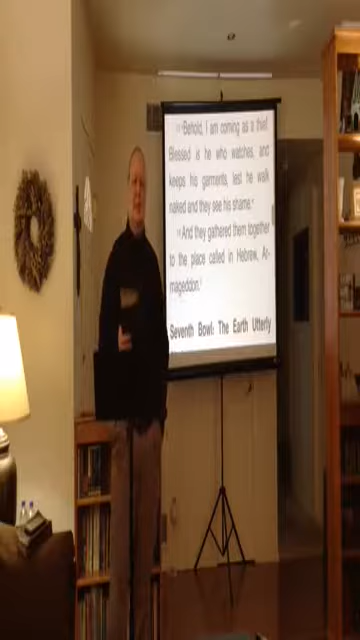 15 "Behold, I am coming as a thief.
Blessed is he who watches, and
keeps his garments, lest he walk
naked and they see his shame."
16 And they gathered them together
to the place called in Hebrew, Ar-
mageddon.
Seventh Bowl: The Earth Utterly